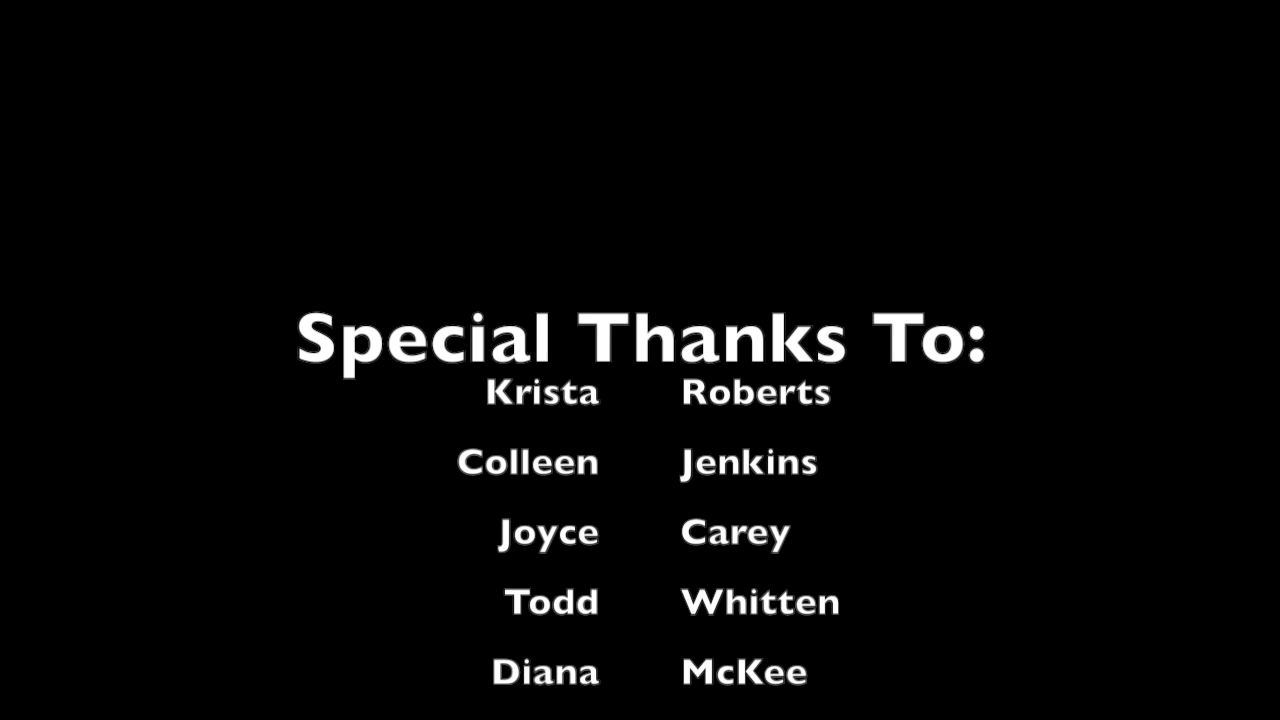 Special Thanks To:
Krista Roberts
Colleen Jenkins
Joyce Carey
Todd Whitten
Diana McKee